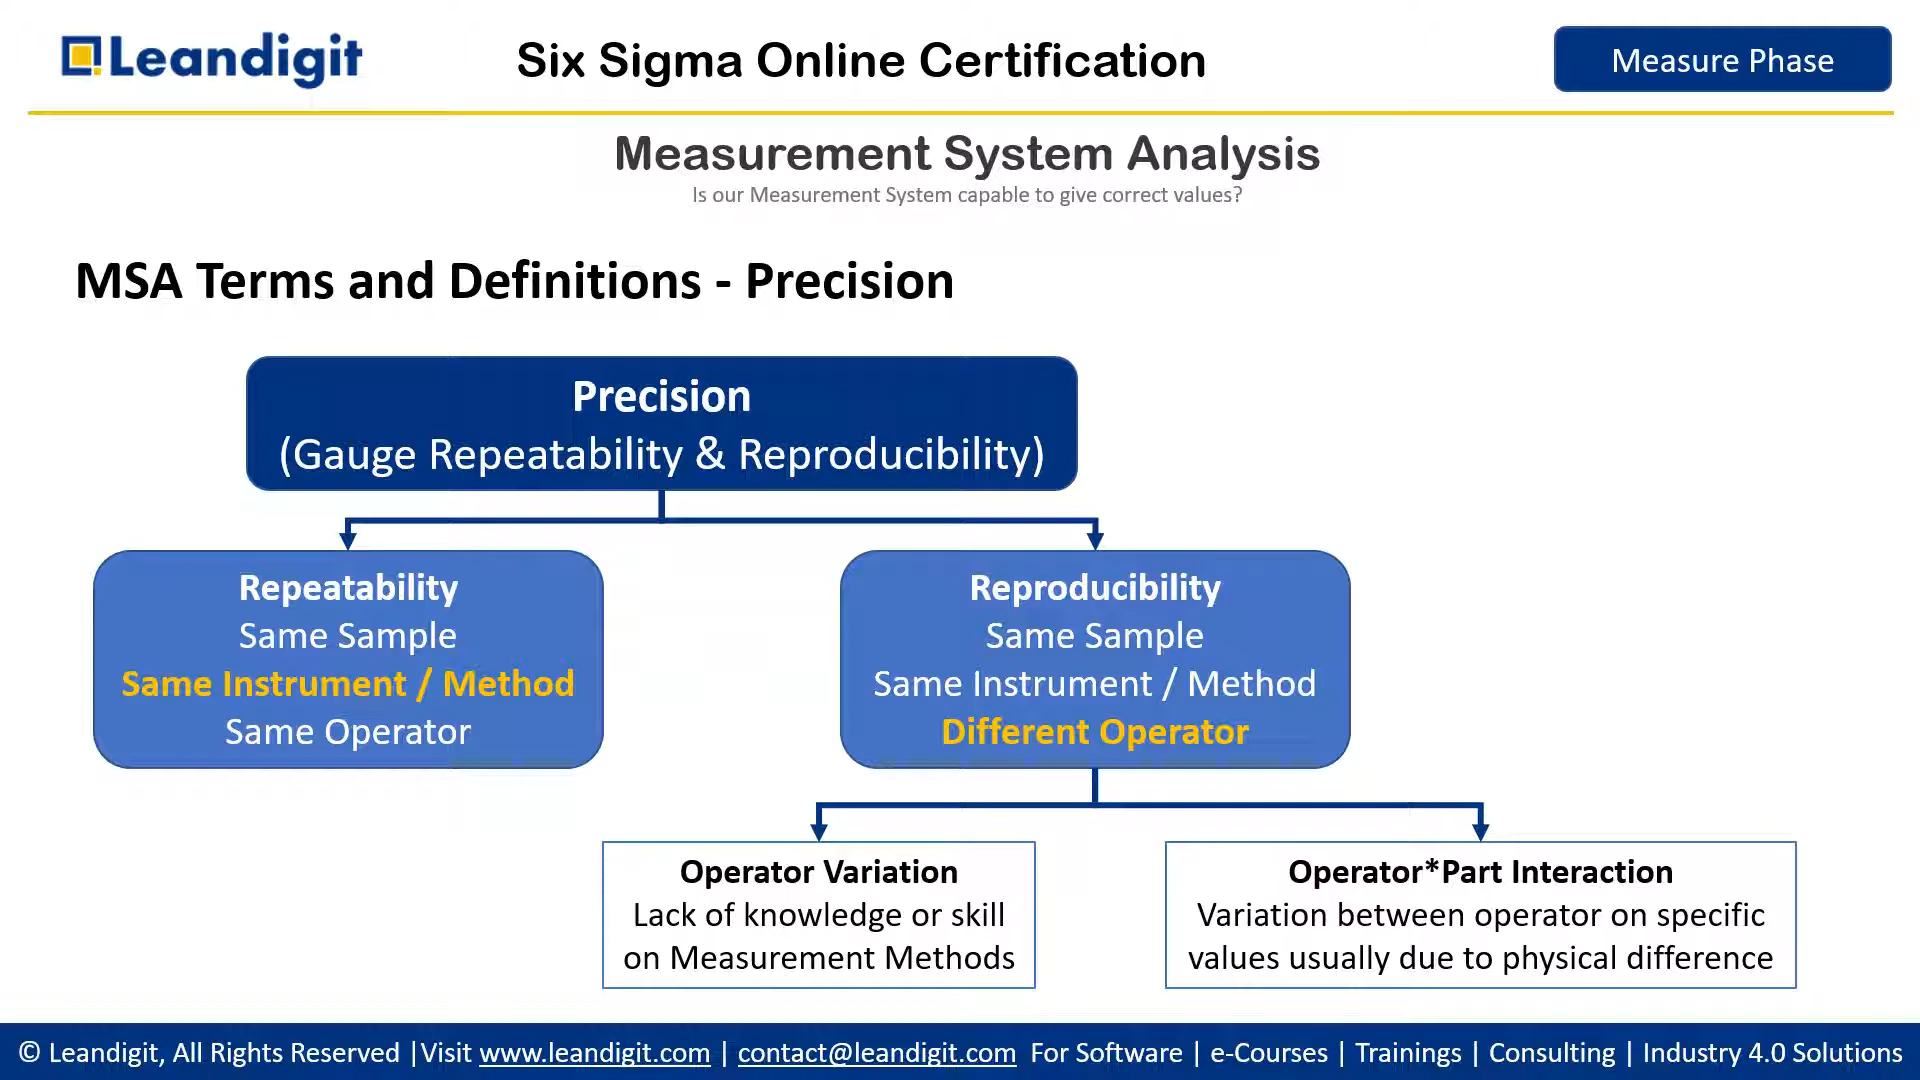 Leandigit
Six Sigma Online Certification
Measure Phase
Measurement System Analysis
Is our Measurement System capable to give correct values?
MSA Terms and Definitions - Precision
Precision
(Gauge Repeatability & Reproducibility)
Repeatability
Same Sample
Same Instrument / Method
Same Operator
Reproducibility
Same Sample
Same Instrument / Method
Different Operator
Operator Variation
Lack of knowledge or skill
on Measurement Methods
Operator*Part Interaction
Variation between operator on specific
values usually due to physical difference
© Leandigit, All Rights Reserved |Visit www.leandigit.com | contact@leandigit.com For Software | e-Courses | Trainings | Consulting | Industry 4.0 Solutions